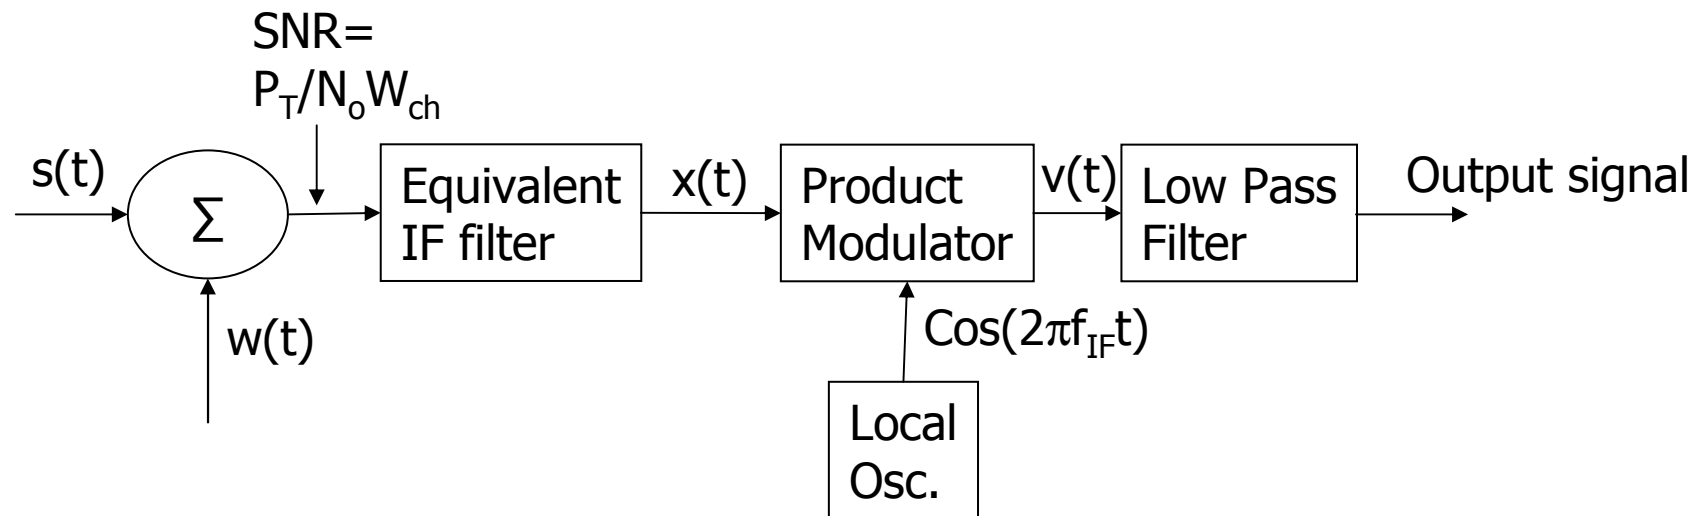 SNR=
P_T/N_oW_ch
s(t)
Σ
w(t)
Equivalent
IF filter
x(t)
Product
Modulator
v(t)
Low Pass
Filter
Output signal
Cos(2πf_IFt)
Local
Osc.